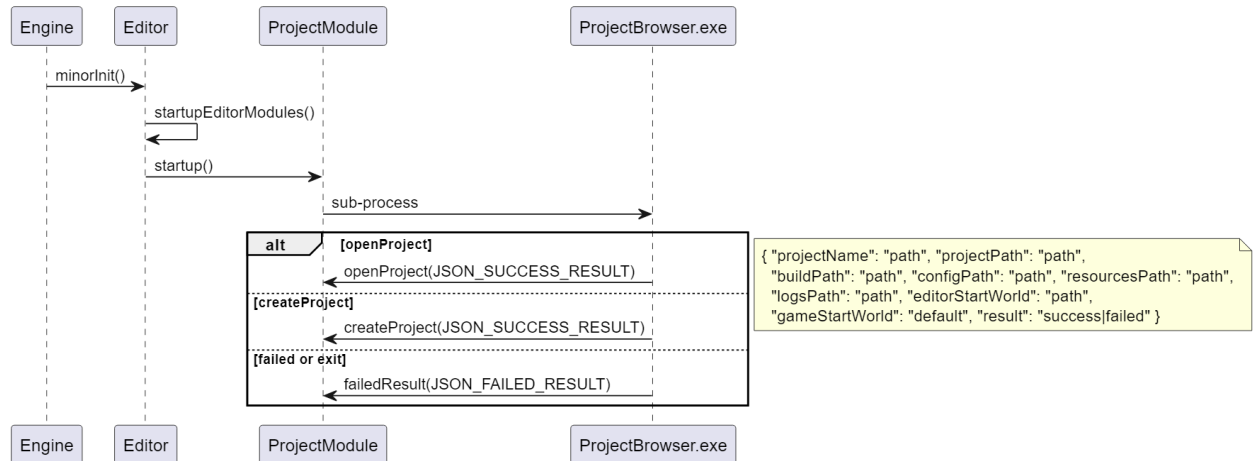 Engine
Editor
ProjectModule
ProjectBrowser.exe
minorInit()
startupEditorModules()
startup()
sub-process
alt
[openProject]
openProject(JSON_SUCCESS_RESULT)
{ "projectName": "path", "projectPath": "path",
"buildPath": "path", "configPath": "path", "resourcesPath": "path",
"logsPath": "path", "editorStartWorld": "path",
"gameStartWorld": "default", "result": "success|failed" }
[createProject]
createProject(JSON_SUCCESS_RESULT)
[failed or exit]
failedResult(JSON_FAILED_RESULT)
Engine
Editor
ProjectModule
ProjectBrowser.exe